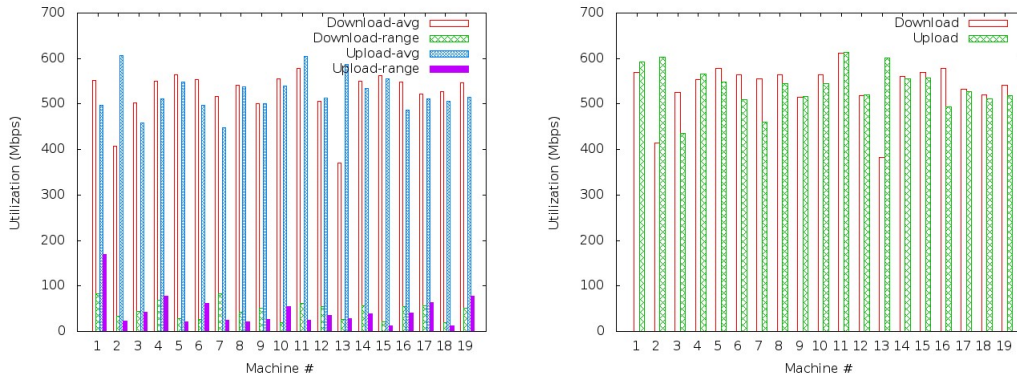 700
600
500
400
300
200
100
0
Utilization (Mbps)
Download-avg
Download-range
Upload-avg
Upload-range
1 2 3 4 5 6 7 8 9 10 11 12 13 14 15 16 17 18 19
Machine #
700
600
500
400
300
200
100
0
Utilization (Mbps)
Download
Upload
1 2 3 4 5 6 7 8 9 10 11 12 13 14 15 16 17 18 19
Machine #